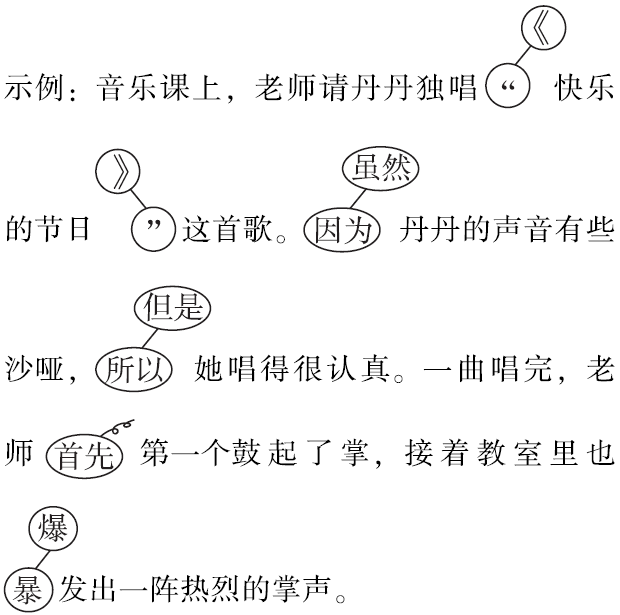 《
示例：音乐课上，老师请丹丹独唱“ 快乐
》 虽然
的节日 ”这首歌。因为 丹丹的声音有些
但是
沙哑，所以 她唱得很认真。一曲唱完，老
师 首先 第一个鼓起了掌，接着教室里也
爆
暴发出一阵热烈的掌声。